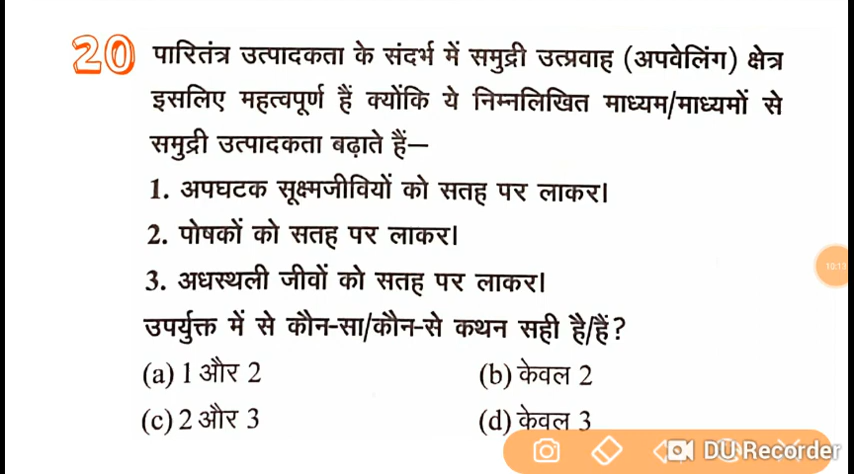 20 पारितंत्र उत्पादकता के संदर्भ में समुद्री उत्प्रवाह (अपवेलिंग) क्षेत्र
इसलिए महत्वपूर्ण हैं क्योंकि ये निम्नलिखित माध्यम/माध्यमों से
समुद्री उत्पादकता बढ़ाते हैं—
1. अपघटक सूक्ष्मजीवियों को सतह पर लाकर।
2. पोषकों को सतह पर लाकर।
3. अधस्थली जीवों को सतह पर लाकर।
उपर्युक्त में से कौन-सा/कौन-से कथन सही है/हैं?
(a) 1 और 2 (b) केवल 2
(c) 2 और 3 (d) केवल 3
10:13
DU Recorder